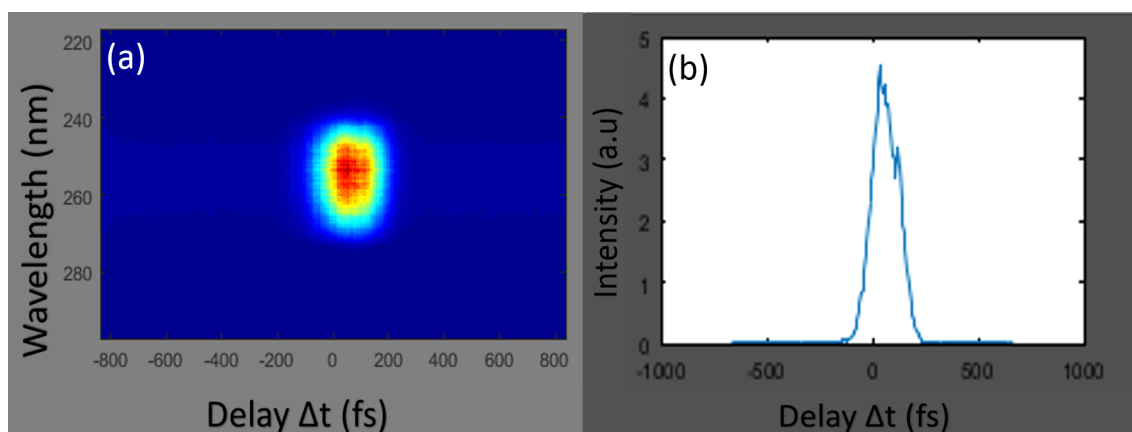 (a)
Wavelength (nm)
220
240
260
280
-800 -600 -400 -200 0 200 400 600 800
Delay Δt (fs)
(b)
Intensity (a.u)
5
4
3
2
1
0
-1000 -500 0 500 1000
Delay Δt (fs)